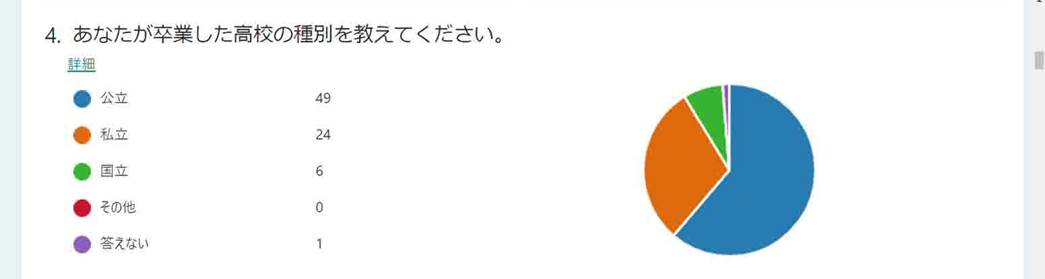 4. あなたが卒業した高校の種別を教えてください。
詳細
公立 49
私立 24
国立 6
その他 0
答えない 1